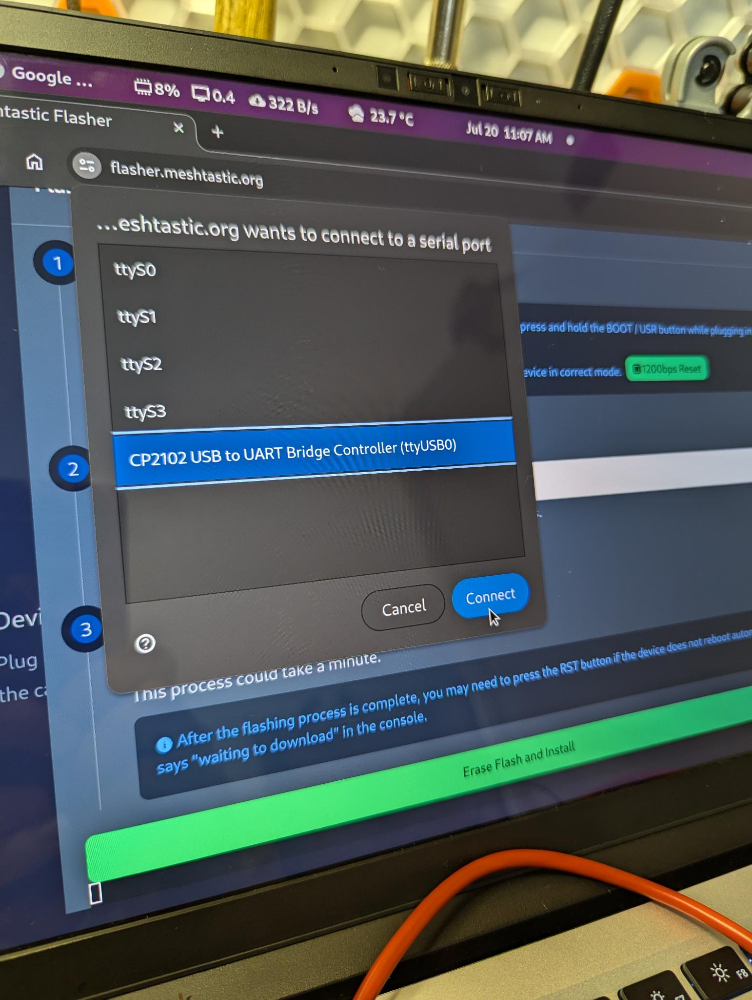 Google ...
8%
0.4
322 B/s
23.7 °C
Jul 20 11:07 AM
ntastic Flasher
flasher.meshtastic.org
...eshtastic.org wants to connect to a serial port
ttyS0
1
ttyS1
press and hold the BOOT / USR button while plugging in
ttyS2
evice in correct mode.
1200bps Reset
ttyS3
CP2102 USB to UART Bridge Controller (ttyUSB0)
2
Cancel
Connect
Devi
3
Plug
the ca
This process could take a minute.
After the flashing process is complete, you may need to press the RST button if the device does not reboot autom
says "waiting to download" in the console.
Erase Flash and Install
F8
F7